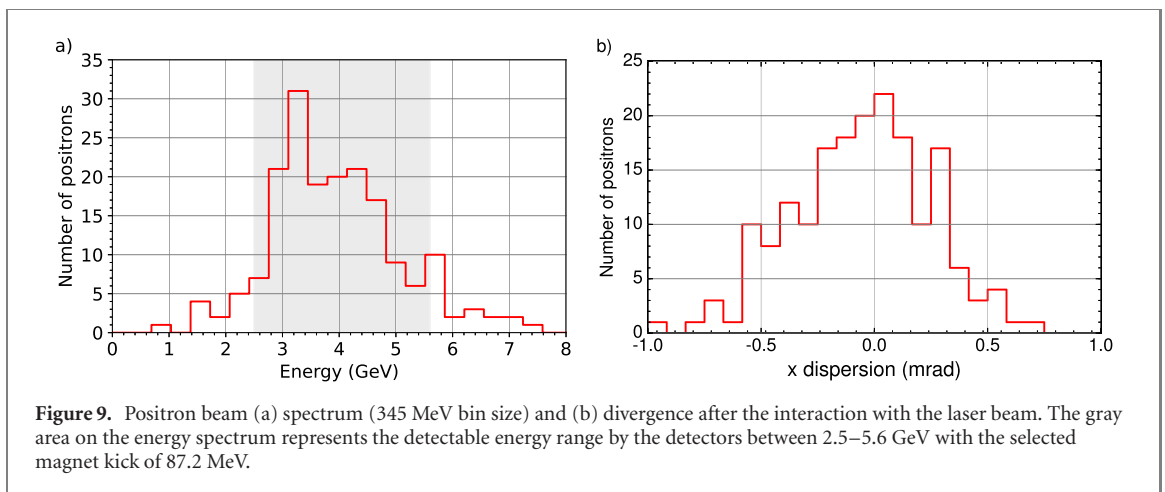 a)
35
30
25
20
15
10
5
0
Number of positrons
0 1 2 3 4 5 6 7 8
Energy (GeV)
b)
25
20
15
10
5
0
Number of positrons
-1.0 -0.5 0.0 0.5 1.0
x dispersion (mrad)
Figure 9. Positron beam (a) spectrum (345 MeV bin size) and (b) divergence after the interaction with the laser beam. The gray
area on the energy spectrum represents the detectable energy range by the detectors between 2.5–5.6 GeV with the selected
magnet kick of 87.2 MeV.